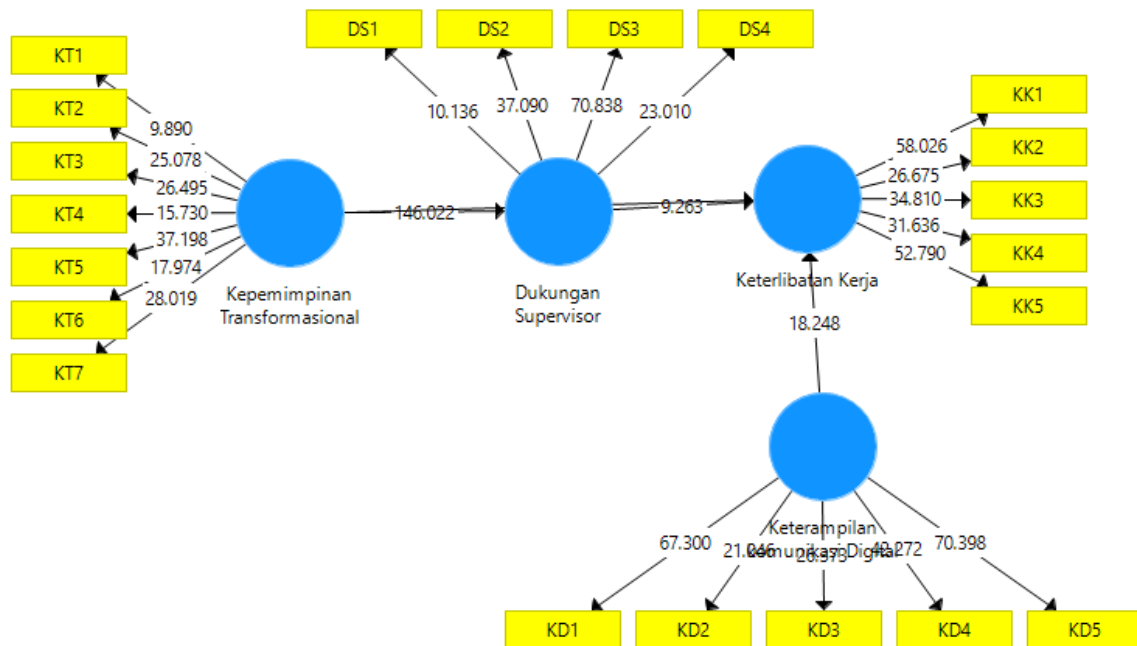 DS1 DS2 DS3 DS4
KT1
KT2
KT3
KT4
KT5
KT6
KT7
9.890
25.078
26.495
15.730
37.198
17.974
28.019
Kepemimpinan
Transformasional
10.136 37.090 70.838 23.010
146.022
Dukungan
Supervisor
9.263
KK1
KK2
KK3
KK4
KK5
58.026
26.675
34.810
31.636
52.790
Keterlibatan Kerja
18.248
Keterampilan
Komunikasi Digital
67.300 70.398
KD1 KD2 KD3 KD4 KD5